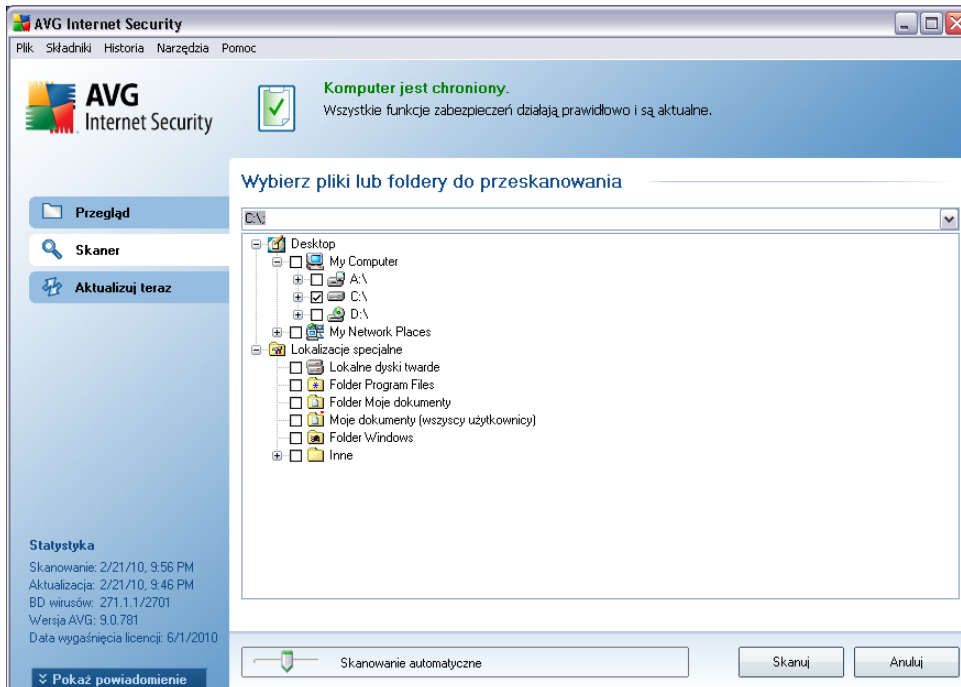 AVG Internet Security
Plik Składniki Historia Narzędzia Pomoc
AVG
Internet Security
Komputer jest chroniony.
Wszystkie funkcje zabezpieczeń działają prawidłowo i są aktualne.
Wybierz pliki lub foldery do przeskanowania
Przegląd
Skaner
Aktualizuj teraz
C:\;
Desktop
My Computer
A:\
C:\
D:\
My Network Places
Lokalizacje specjalne
Lokalne dyski twarde
Folder Program Files
Folder Moje dokumenty
Moje dokumenty (wszyscy użytkownicy)
Folder Windows
Inne
Statystyka
Skanowanie: 2/21/10, 9:56 PM
Aktualizacja: 2/21/10, 9:46 PM
BD wirusów: 271.1.1/2701
Wersja AVG: 9.0.781
Data wygaśnięcia licencji: 6/1/2010
Pokaż powiadomienie
Skanowanie automatyczne
Skanuj
Anuluj